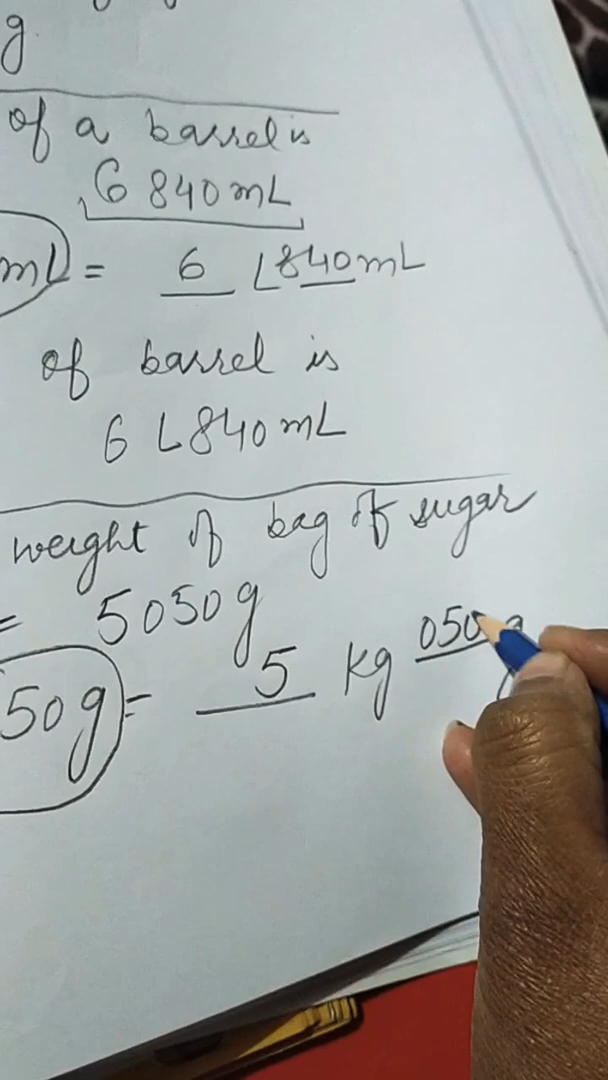 g
of a barrel is
6 840 mL
mL = 6 L 840 mL
of barrel is
6 L 840 mL
weight of bag of sugar
= 5050 g
50 g = 5 kg 050 g